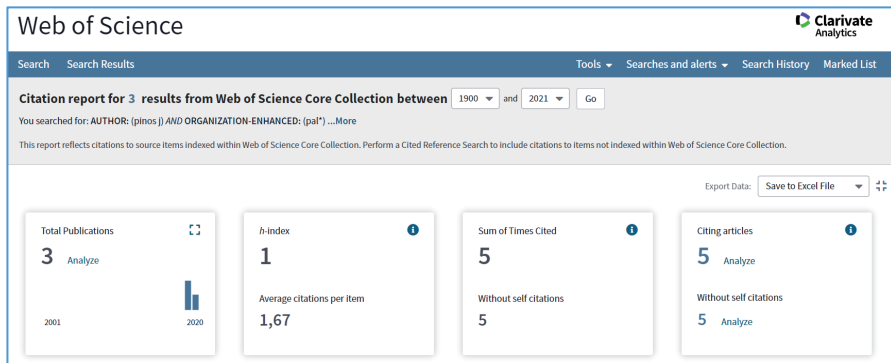 Web of Science
Clarivate
Analytics
Search Search Results Tools Searches and alerts Search History Marked List
Citation report for 3 results from Web of Science Core Collection between 1900 and 2021 Go
You searched for: AUTHOR: (pinos j) AND ORGANIZATION-ENHANCED: (pal*) ...More
This report reflects citations to source items indexed within Web of Science Core Collection. Perform a Cited Reference Search to include citations to items not indexed within Web of Science Core Collection.
Export Data: Save to Excel File
Total Publications
3 Analyze
2001 2020
h-index
1
Average citations per item
1,67
Sum of Times Cited
5
Without self citations
5
Citing articles
5 Analyze
Without self citations
5 Analyze